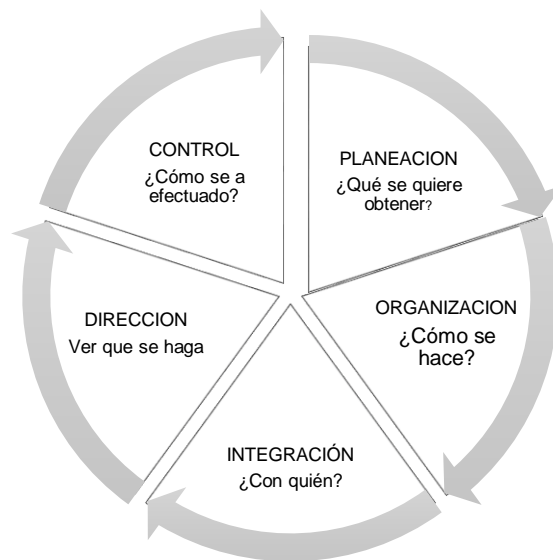 CONTROL
¿Cómo se a
efectuado?
PLANEACION
¿Qué se quiere
obtener?
ORGANIZACION
¿Cómo se
hace?
INTEGRACIÓN
¿Con quién?
DIRECCION
Ver que se haga